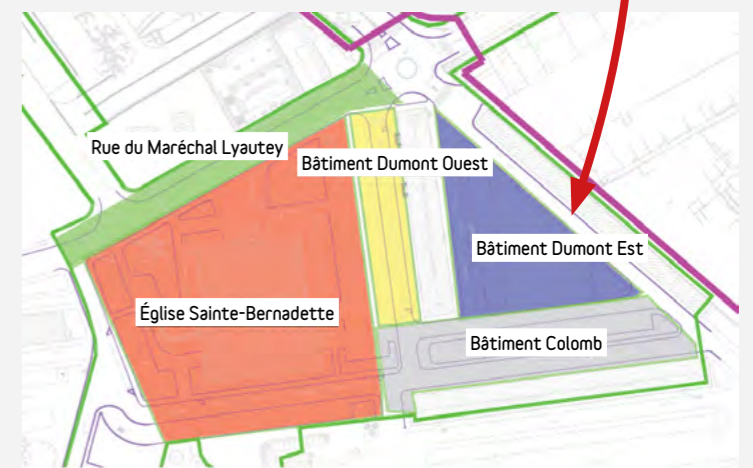 Rue du Maréchal Lyautey
Bâtiment Dumont Ouest
Bâtiment Dumont Est
Église Sainte-Bernadette
Bâtiment Colomb